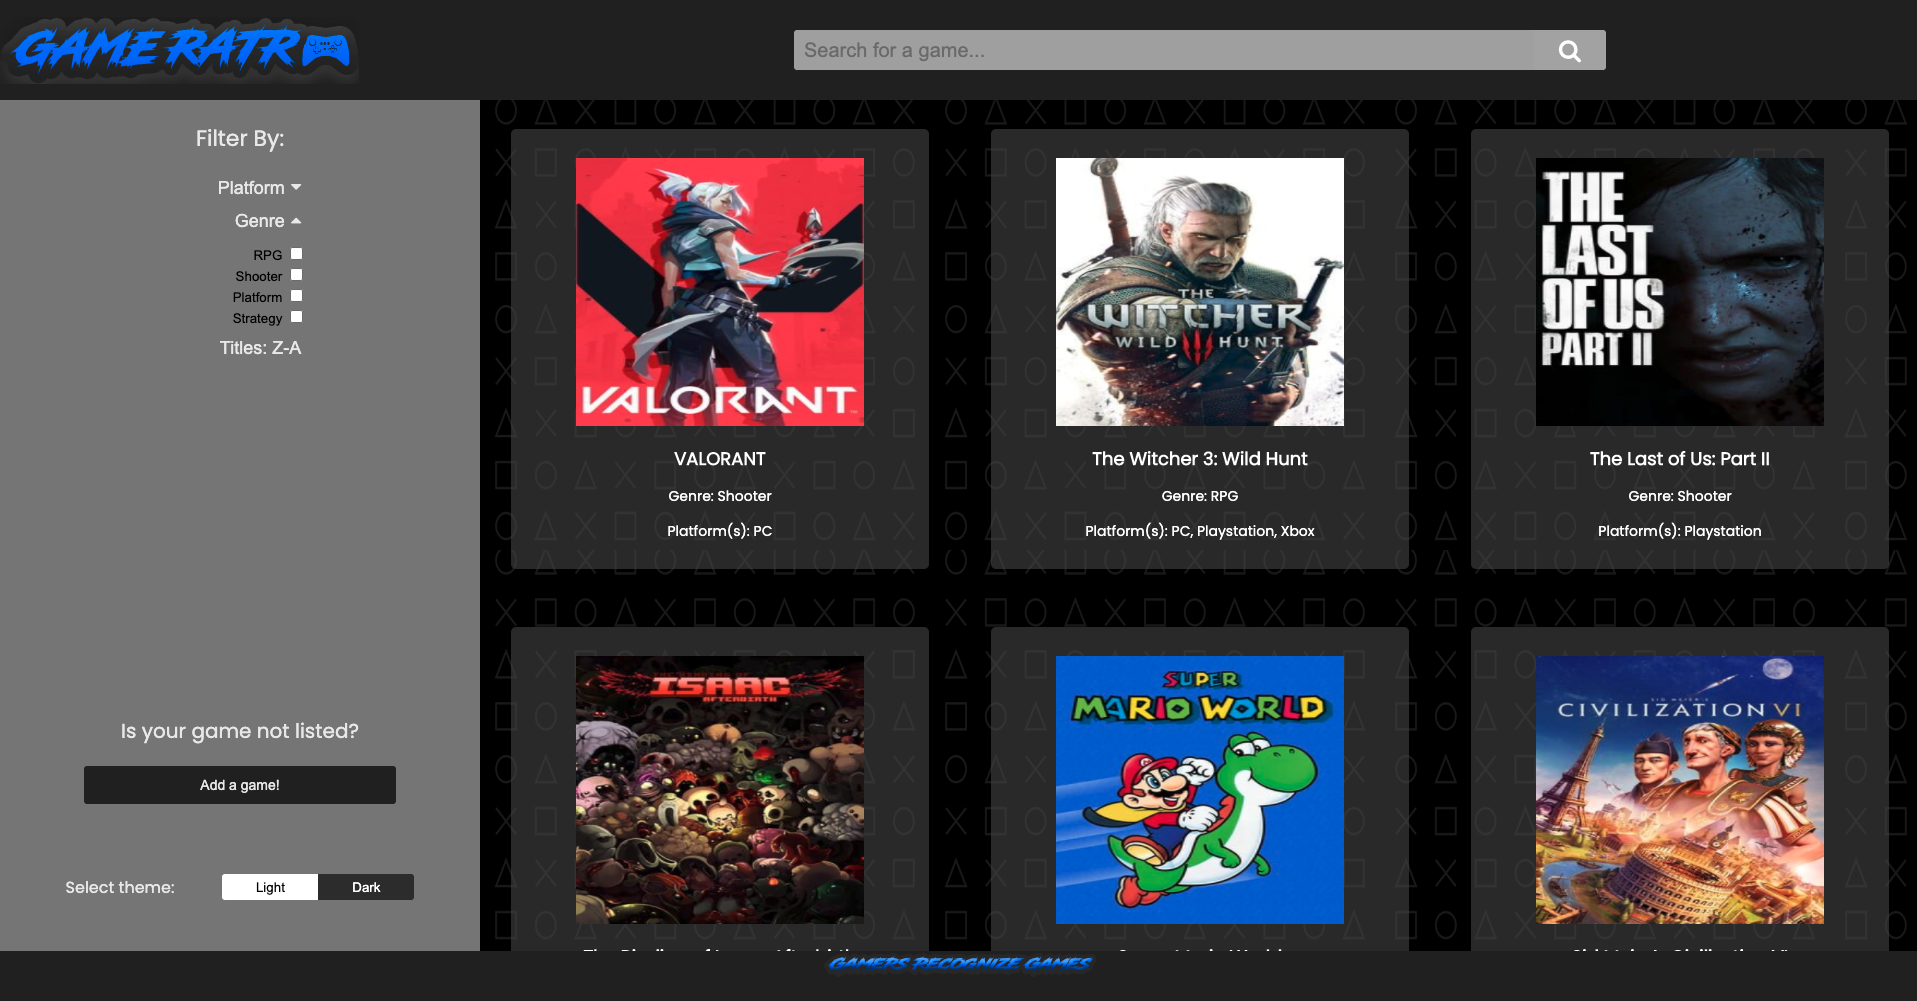 GAME RATR
Search for a game...
Filter By:
Platform
Genre
RPG
Shooter
Platform
Strategy
Titles: Z-A
Is your game not listed?
Add a game!
Select theme:
Light
Dark
VALORANT
VALORANT
Genre: Shooter
Platform(s): PC
THE
WITCHER
WILD HUNT
The Witcher 3: Wild Hunt
Genre: RPG
Platform(s): PC, Playstation, Xbox
THE
LAST
OF US
PART II
The Last of Us: Part II
Genre: Shooter
Platform(s): Playstation
ISAAC
AFTERBIRTH
SUPER
MARIO WORLD
SID MEIER'S
CIVILIZATION VI
GAMERS RECOGNIZE GAMES